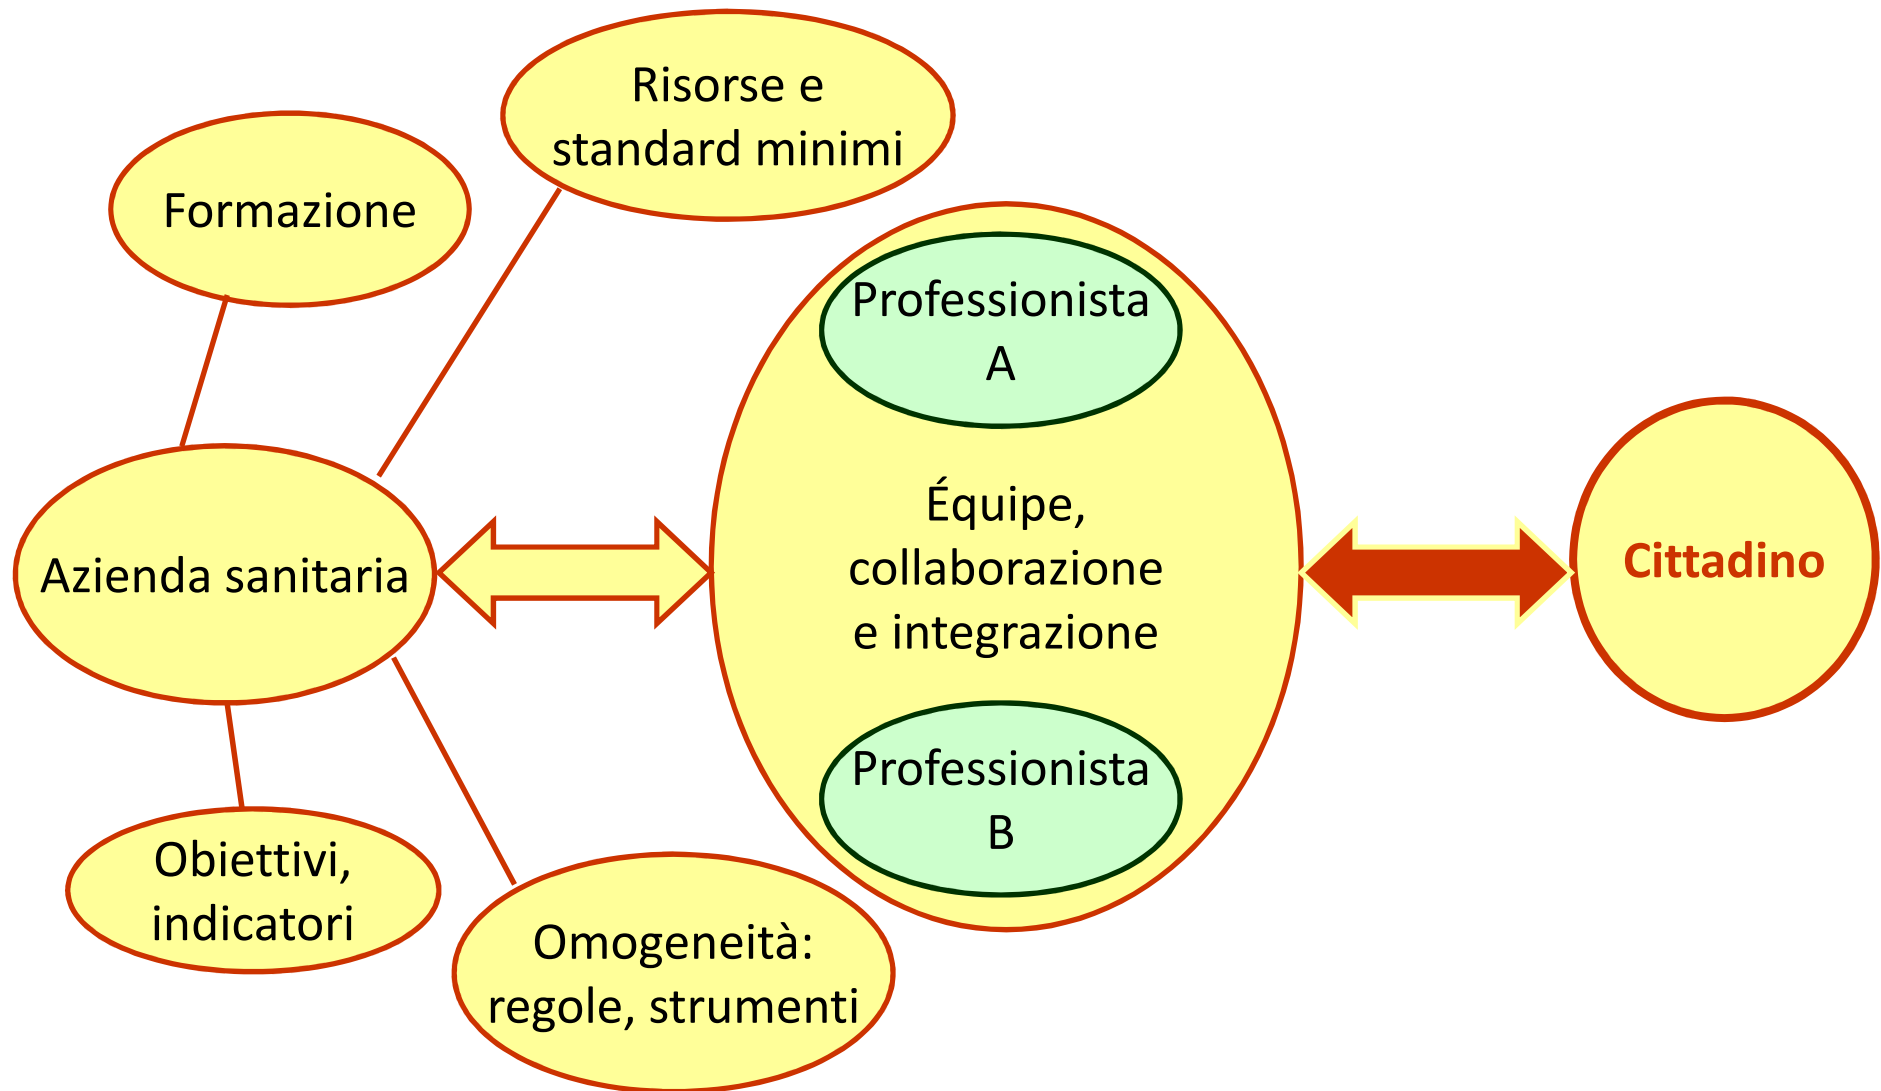 Risorse e
standard minimi
Formazione
Professionista
A
Équipe,
collaborazione
e integrazione
Azienda sanitaria
Cittadino
Professionista
B
Obiettivi,
indicatori
Omogeneità:
regole, strumenti